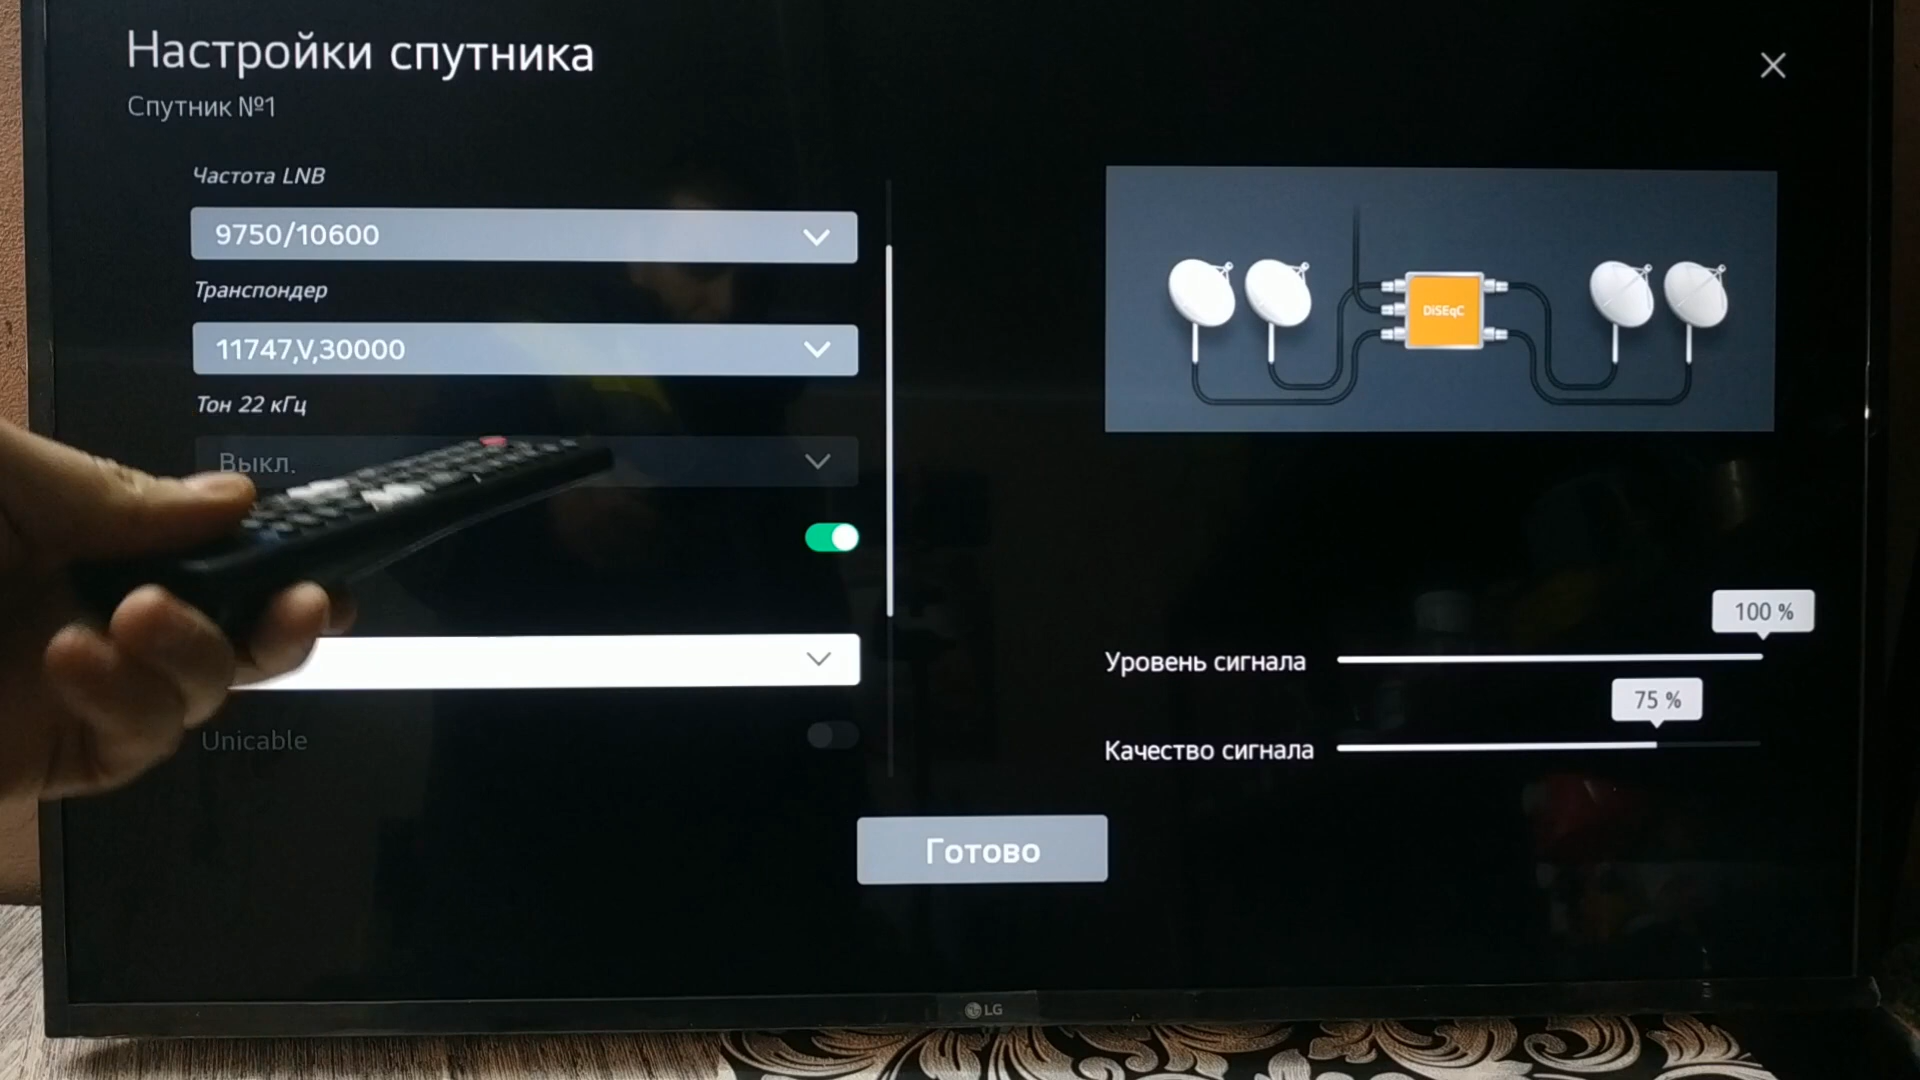 Настройки спутника
Спутник №1
Частота LNB
9750/10600
Транспондер
11747,V,30000
Тон 22 кГц
Выкл.
Unicable
DiSEqC
100 %
Уровень сигнала
75 %
Качество сигнала
Готово
LG